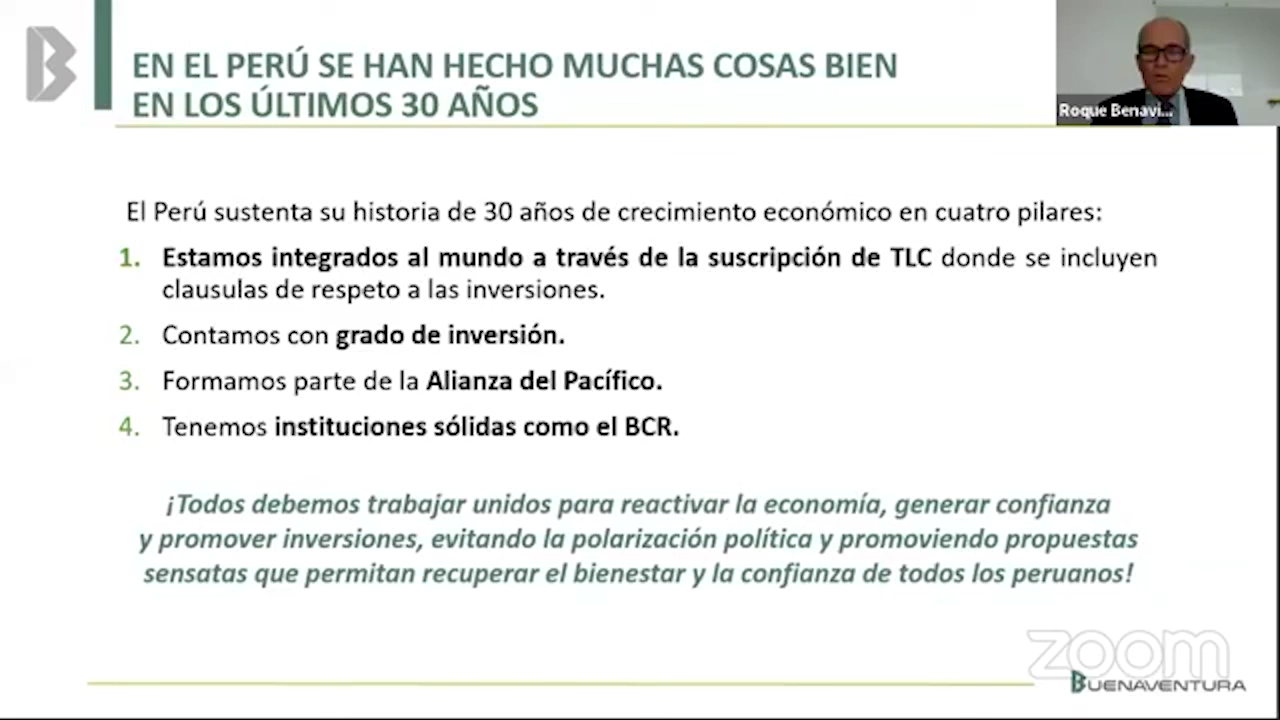 EN EL PERÚ SE HAN HECHO MUCHAS COSAS BIEN
EN LOS ÚLTIMOS 30 AÑOS
Roque Benavi...
El Perú sustenta su historia de 30 años de crecimiento económico en cuatro pilares:
1. Estamos integrados al mundo a través de la suscripción de TLC donde se incluyen
clausulas de respeto a las inversiones.
2. Contamos con grado de inversión.
3. Formamos parte de la Alianza del Pacífico.
4. Tenemos instituciones sólidas como el BCR.
¡Todos debemos trabajar unidos para reactivar la economía, generar confianza
y promover inversiones, evitando la polarización política y promoviendo propuestas
sensatas que permitan recuperar el bienestar y la confianza de todos los peruanos!
zoom
BUENAVENTURA